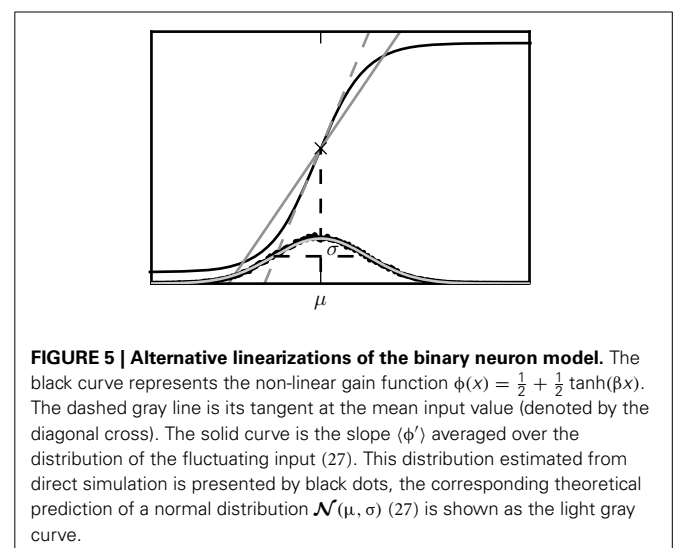 σ
μ
FIGURE 5 | Alternative linearizations of the binary neuron model. The
black curve represents the non-linear gain function ϕ(x) = 1/2 + 1/2 tanh(βx).
The dashed gray line is its tangent at the mean input value (denoted by the
diagonal cross). The solid curve is the slope ⟨ϕ′⟩ averaged over the
distribution of the fluctuating input (27). This distribution estimated from
direct simulation is presented by black dots, the corresponding theoretical
prediction of a normal distribution 𝓝(μ, σ) (27) is shown as the light gray
curve.